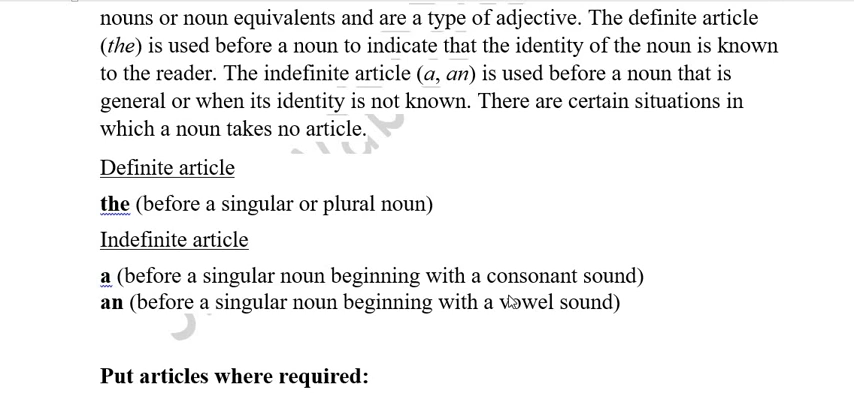 nouns or noun equivalents and are a type of adjective. The definite article
(the) is used before a noun to indicate that the identity of the noun is known
to the reader. The indefinite article (a, an) is used before a noun that is
general or when its identity is not known. There are certain situations in
which a noun takes no article.
Definite article
the (before a singular or plural noun)
Indefinite article
a (before a singular noun beginning with a consonant sound)
an (before a singular noun beginning with a vowel sound)
Put articles where required: